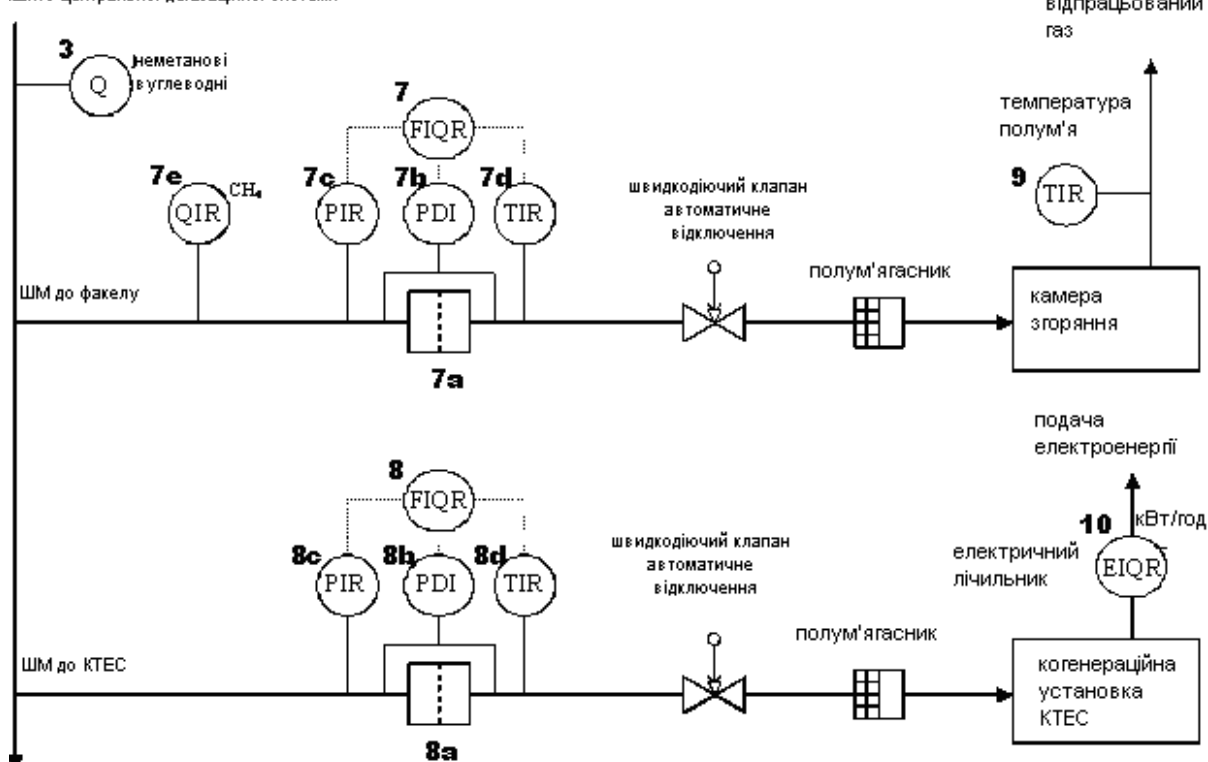 центральної дегазаційної системи
відпрацьований
газ
3
неметанові
вуглеводні
Q
7
FIQR
температура
полум'я
7e
CH₄
QIR
7c
PIR
7b
PDI
7d
TIR
швидкодіючий клапан
автоматичне
відключення
9
TIR
полум'ягасник
ШМ до факелу
камера
згоряння
7a
подача
електроенергії
8
FIQR
10
кВт/год
8c
PIR
8b
PDI
8d
TIR
швидкодіючий клапан
автоматичне
відключення
електричний
лічильник
EIQR
полум'ягасник
ШМ до КТЕС
когенераційна
установка
КТЕС
8a